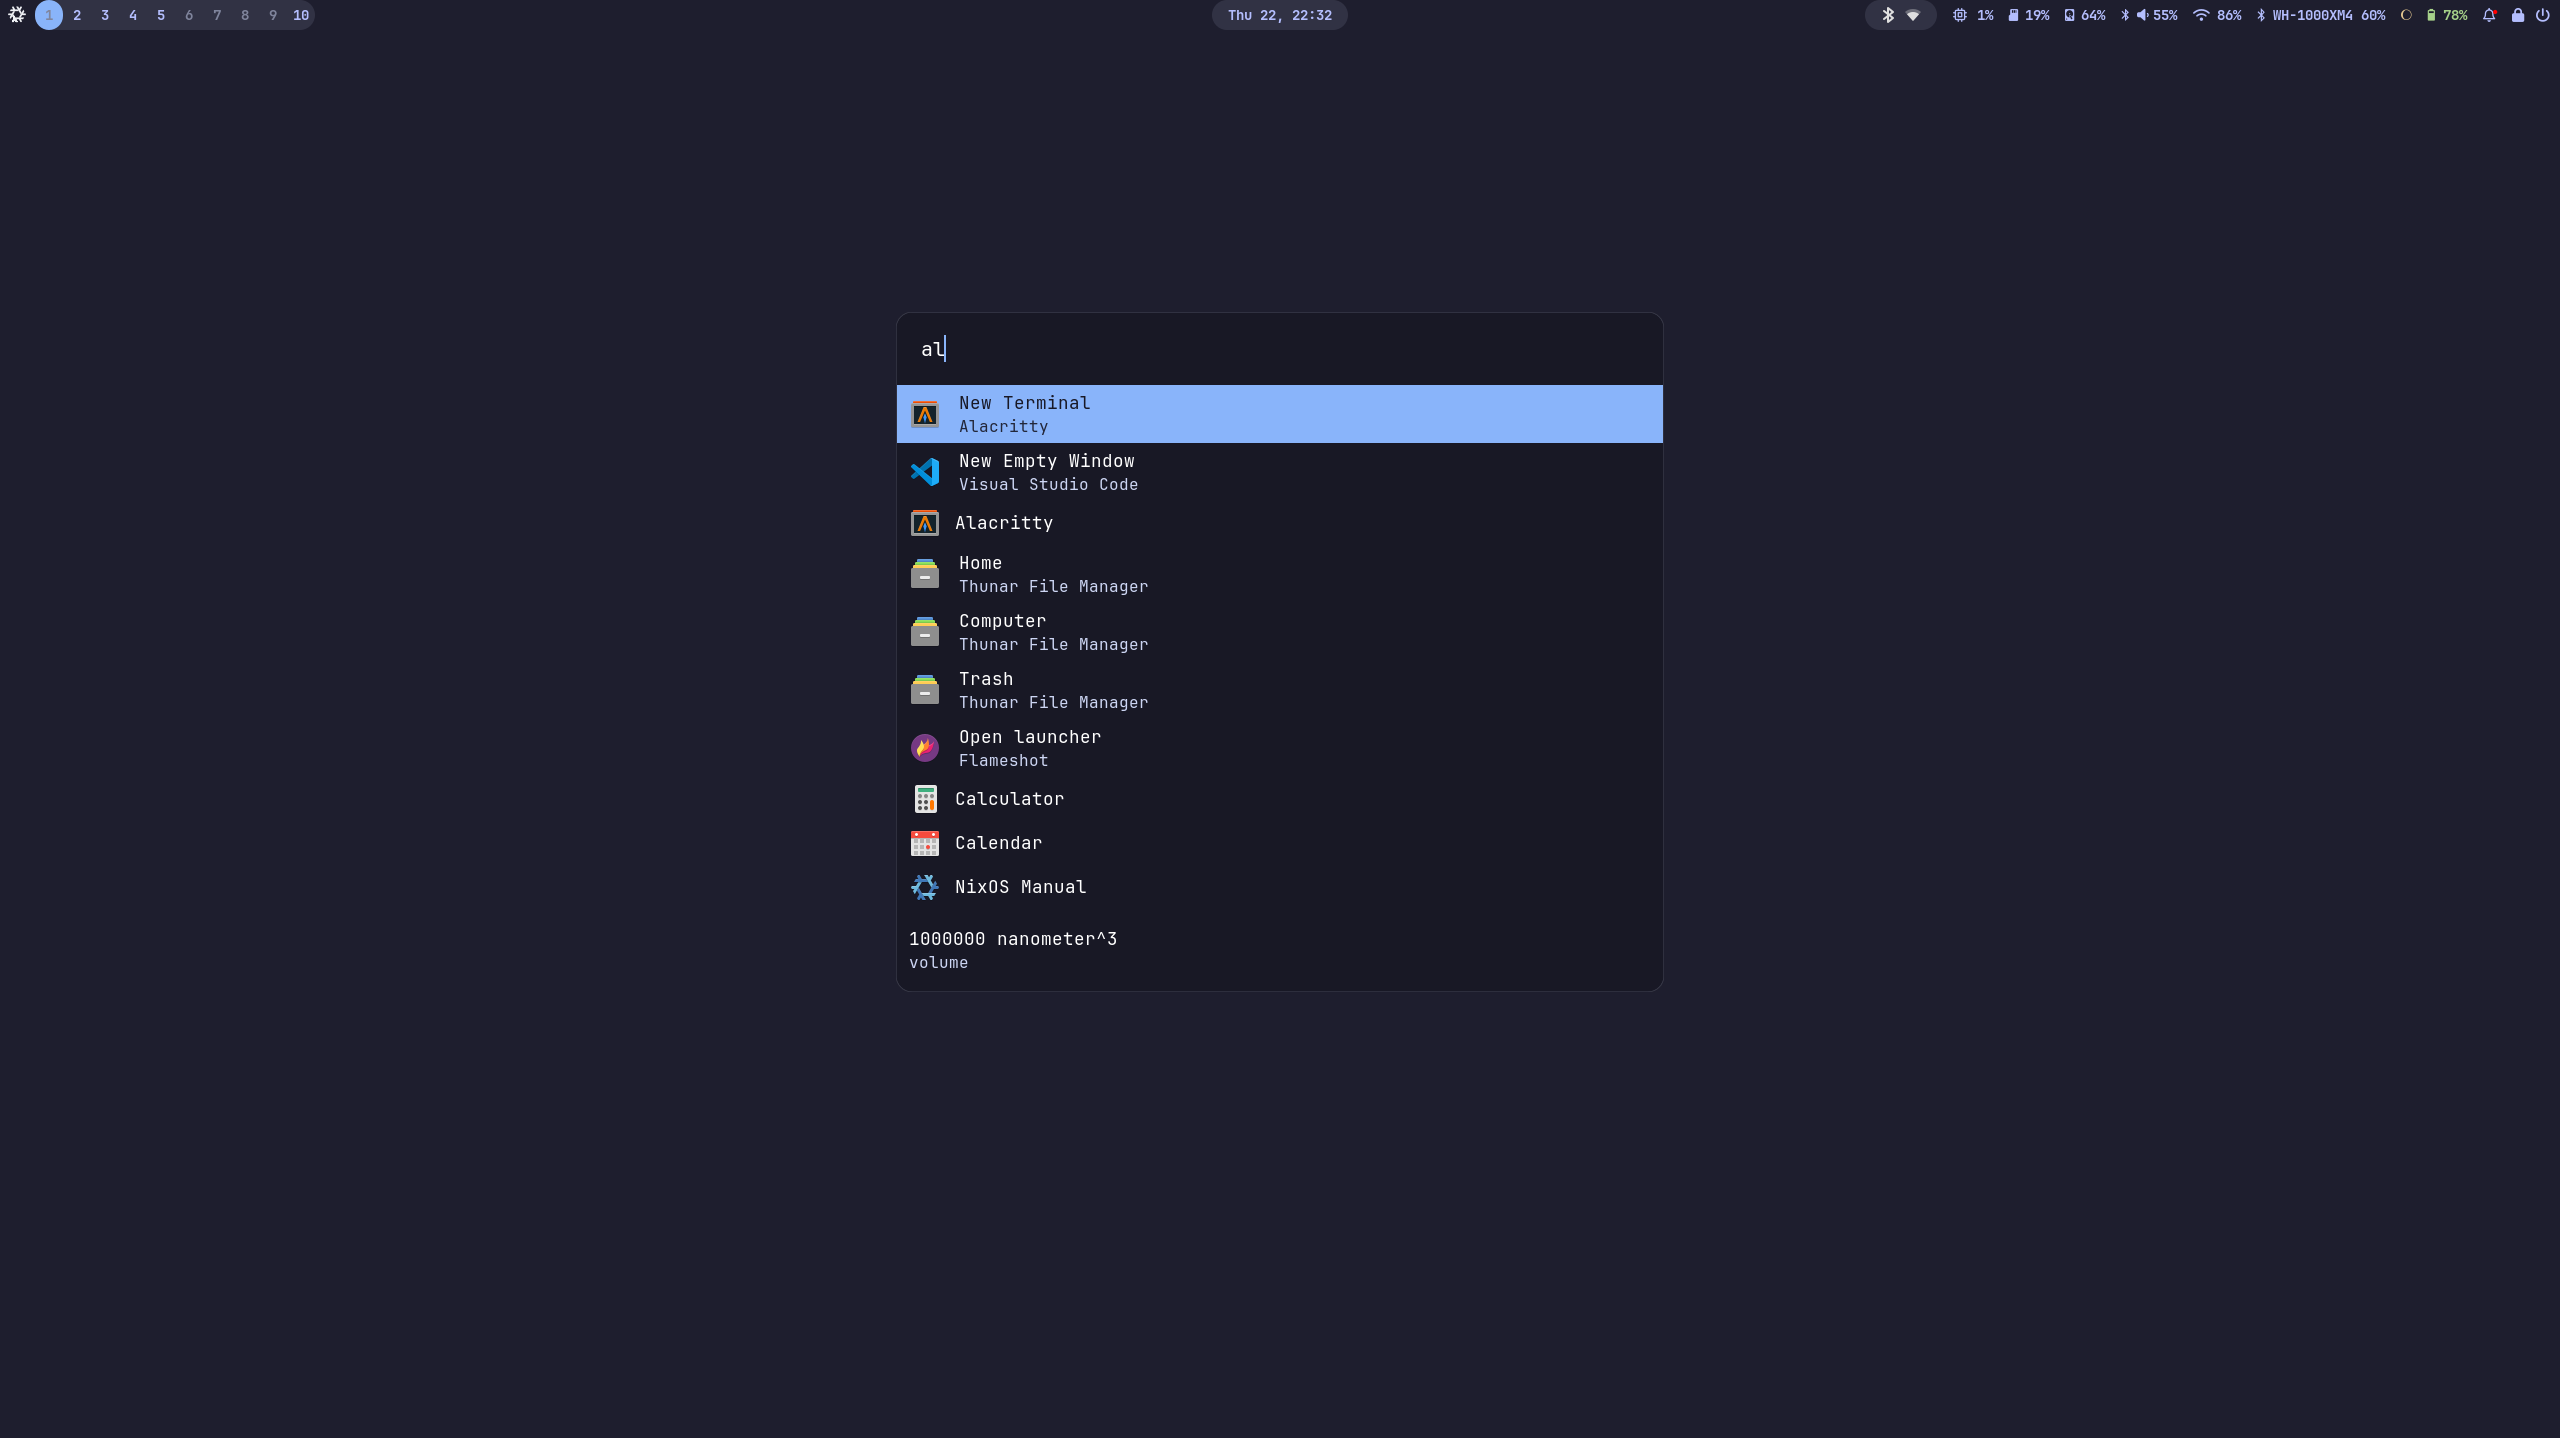 1 2 3 4 5 6 7 8 9 10
Thu 22, 22:32
1% 19% 64% 55% 86% WH-1000XM4 60% 78%
al
New Terminal
Alacritty
New Empty Window
Visual Studio Code
Alacritty
Home
Thunar File Manager
Computer
Thunar File Manager
Trash
Thunar File Manager
Open launcher
Flameshot
Calculator
Calendar
NixOS Manual
1000000 nanometer^3
volume